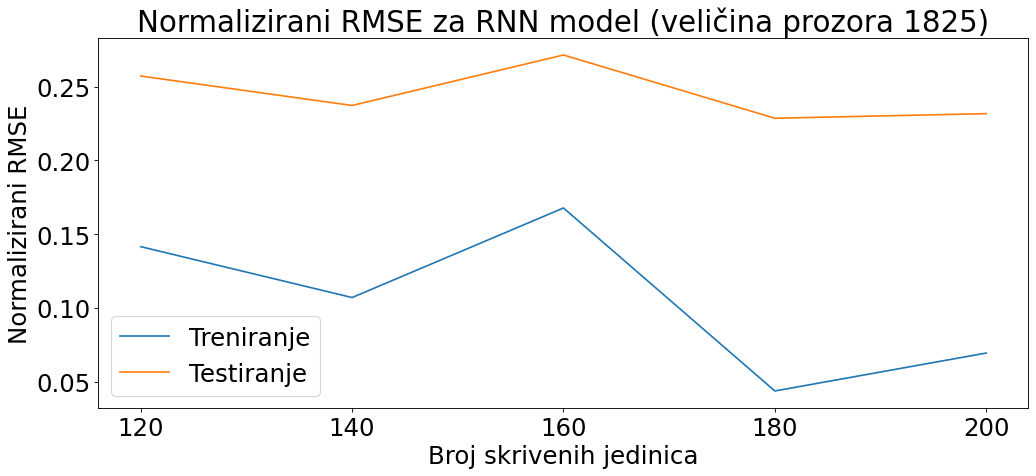 Normalizirani RMSE za RNN model (veličina prozora 1825)
Normalizirani RMSE
0.25
0.20
0.15
0.10
0.05
Treniranje
Testiranje
120 140 160 180 200
Broj skrivenih jedinica